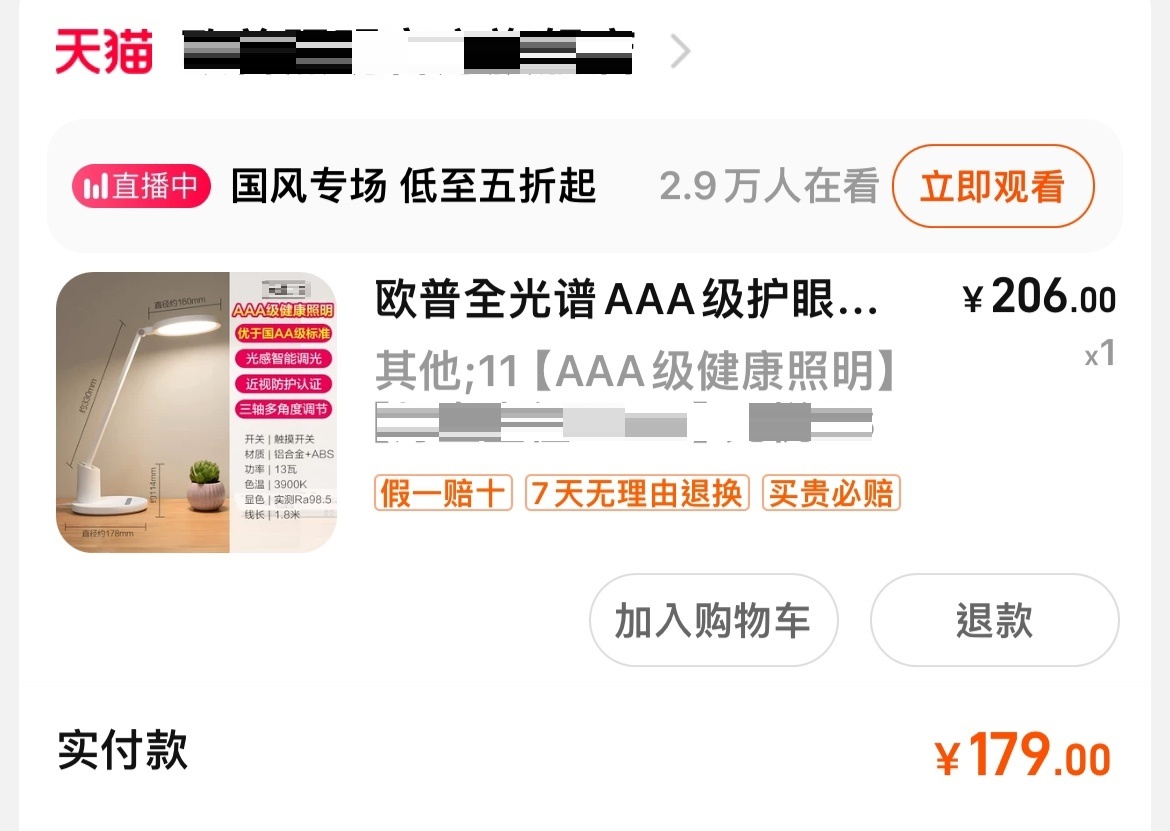 天猫
直播中 国风专场 低至五折起 2.9万人在看 立即观看
欧普全光谱AAA级护眼... ¥206.00
其他;11【AAA级健康照明】 x1
假一赔十 7天无理由退换 买贵必赔
直径约160mm
约330mm
约114mm
直径约178mm
AAA级健康照明
优于国AA级标准
光感智能调光
近视防护认证
三轴多角度调节
开关 | 触摸开关
材质 | 铝合金+ABS
功率 | 13瓦
色温 | 3900K
显色 | 实测Ra98.5
线长 | 1.8米
加入购物车 退款
实付款 ¥179.00